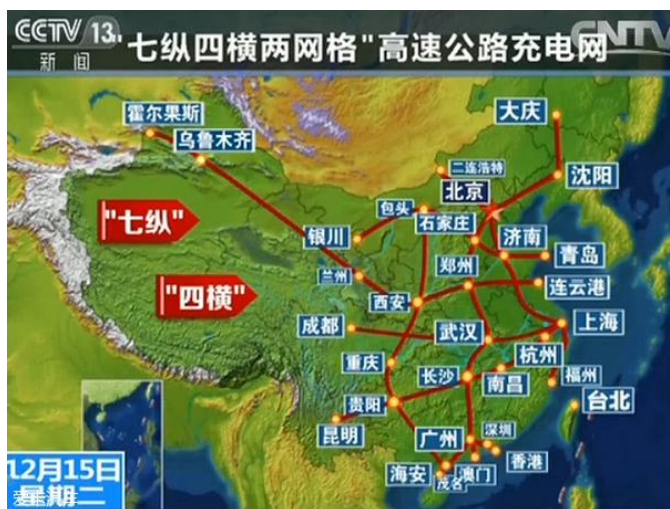 CCTV 13
新闻
"七纵四横两网格"高速公路充电网
CNTV
霍尔果斯
大庆
乌鲁木齐
二连浩特
沈阳
北京
包头
"七纵"
石家庄
银川
济南
青岛
郑州
兰州
"四横"
连云港
西安
成都
武汉
上海
杭州
重庆
长沙
南昌
福州
贵阳
台北
昆明
广州
深圳
海安
澳门
香港
茂名
12月15日
星期二